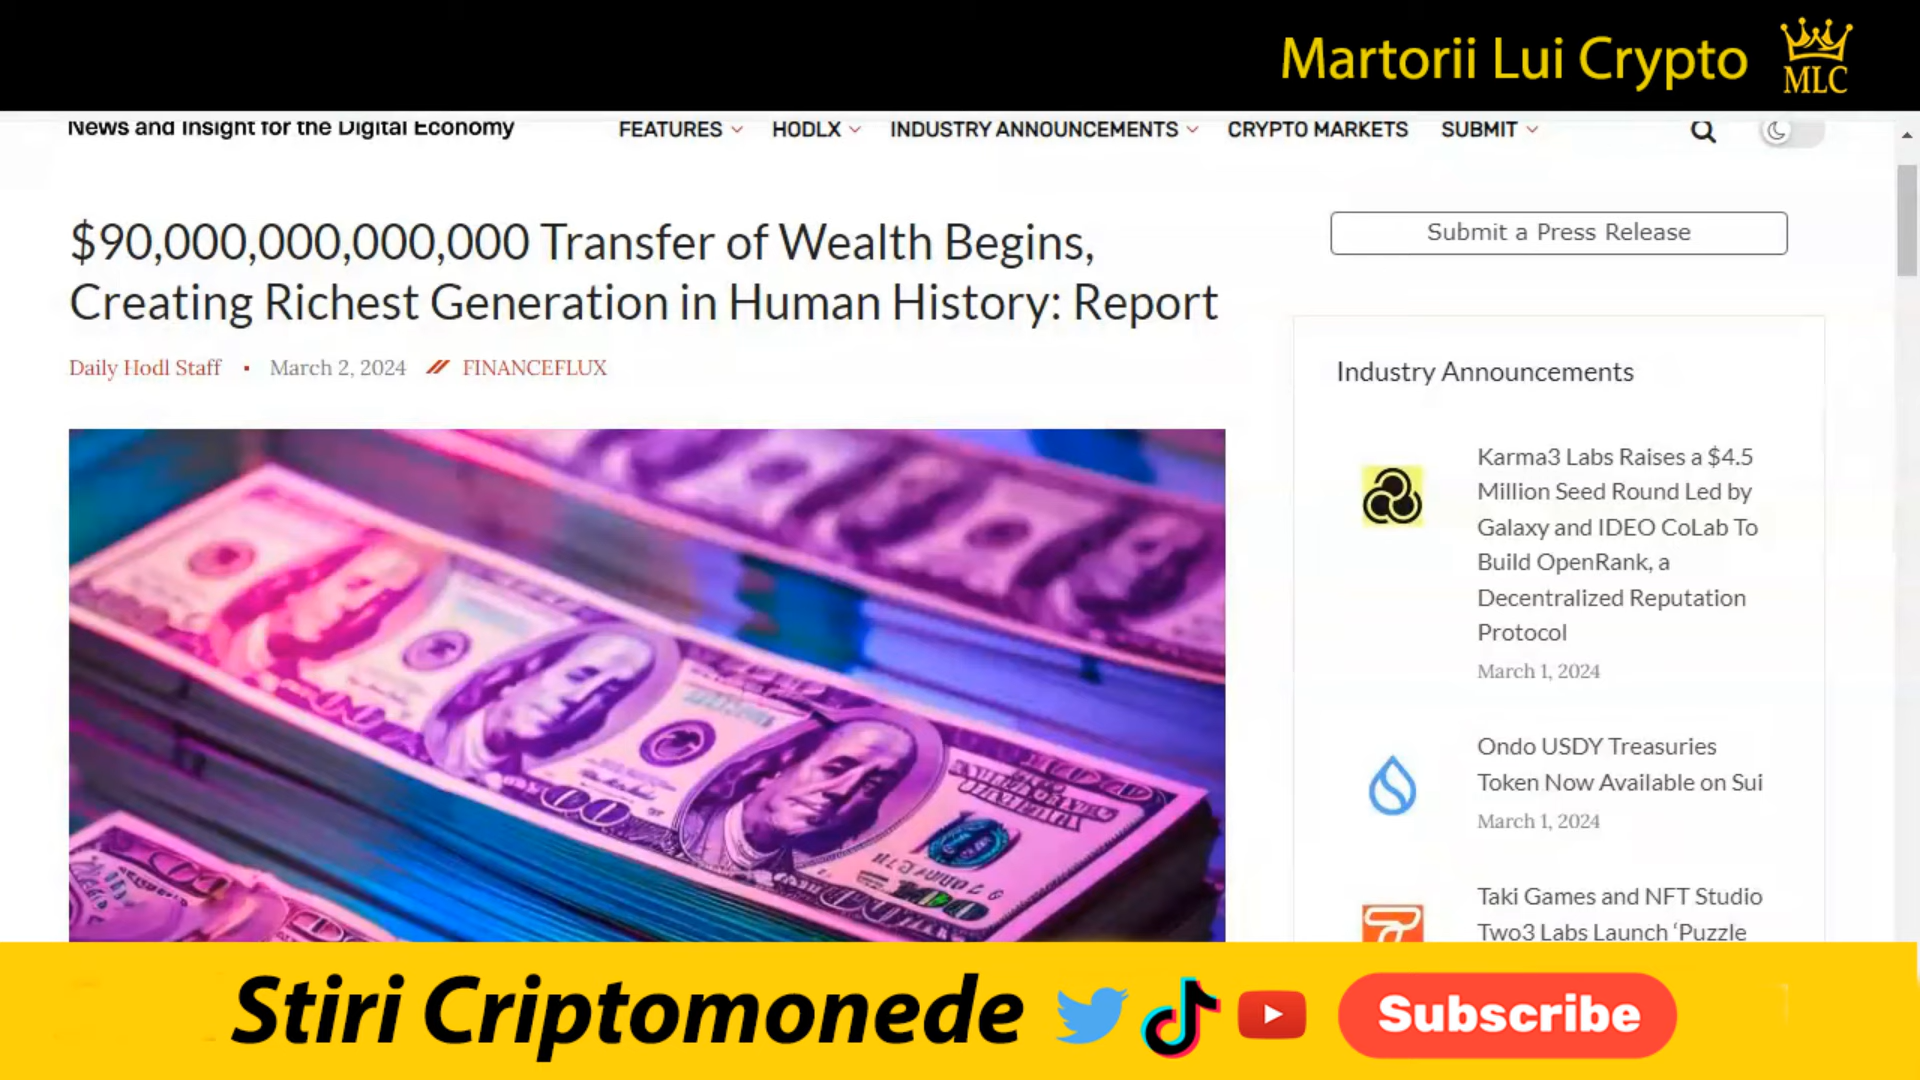 Martorii Lui Crypto
MLC
News and Insight for the Digital Economy
FEATURES
HODLX
INDUSTRY ANNOUNCEMENTS
CRYPTO MARKETS
SUBMIT
$90,000,000,000,000 Transfer of Wealth Begins,
Creating Richest Generation in Human History: Report
Daily Hodl Staff • March 2, 2024 // FINANCEFLUX
Submit a Press Release
Industry Announcements
Karma3 Labs Raises a $4.5
Million Seed Round Led by
Galaxy and IDEO CoLab To
Build OpenRank, a
Decentralized Reputation
Protocol
March 1, 2024
Ondo USDY Treasuries
Token Now Available on Sui
March 1, 2024
Taki Games and NFT Studio
Two3 Labs Launch ‘Puzzle
Stiri Criptomonede
Subscribe